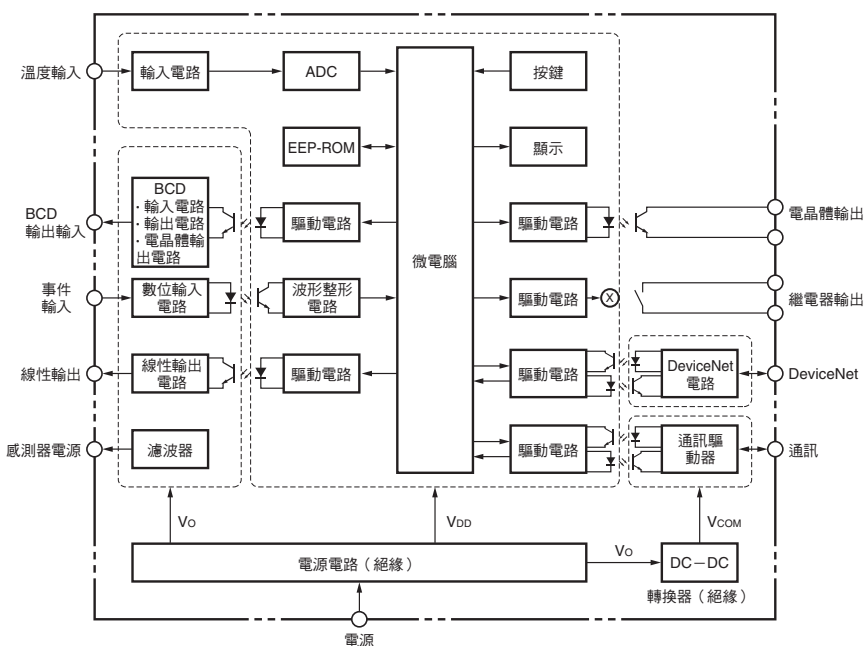 溫度輸入
輸入電路
ADC
按鍵
EEP-ROM
顯示
BCD
輸出輸入
BCD
・輸入電路
・輸出電路
・電晶體輸
出電路
驅動電路
微電腦
驅動電路
電晶體輸出
事件
輸入
數位輸入
電路
波形整形
電路
驅動電路
X
繼電器輸出
線性輸出
線性輸出
電路
驅動電路
驅動電路
DeviceNet
電路
DeviceNet
感測器電源
濾波器
驅動電路
通訊驅
動器
通訊
VO
VDD
VCOM
電源電路（絕緣）
VO
DC－DC
轉換器（絕緣）
電源